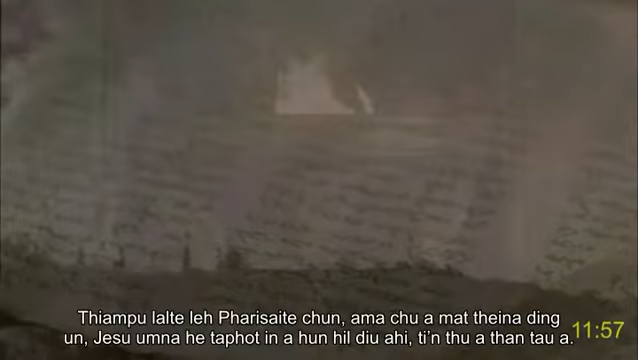 Thiampu lalte leh Pharisaite chun, ama chu a mat theina ding
un, Jesu umna he taphot in a hun hil diu ahi, ti’n thu a than tau a.
11:57